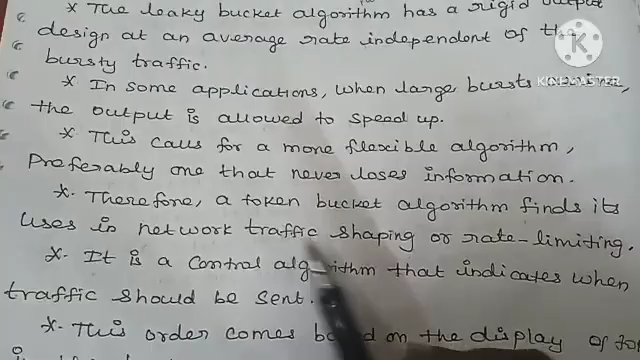 * The leaky bucket algorithm has a rigid output
design at an average rate independent of the
bursty traffic.
* In some applications, when large bursts
the output is allowed to speed up.
* This calls for a more flexible algorithm,
Preferably one that never loses information.
* Therefore, a token bucket algorithm finds its
uses in network traffic shaping or rate-limiting.
* It is a control algorithm that indicates when
traffic should be sent.
* This order comes based on the display of
KINEMASTER